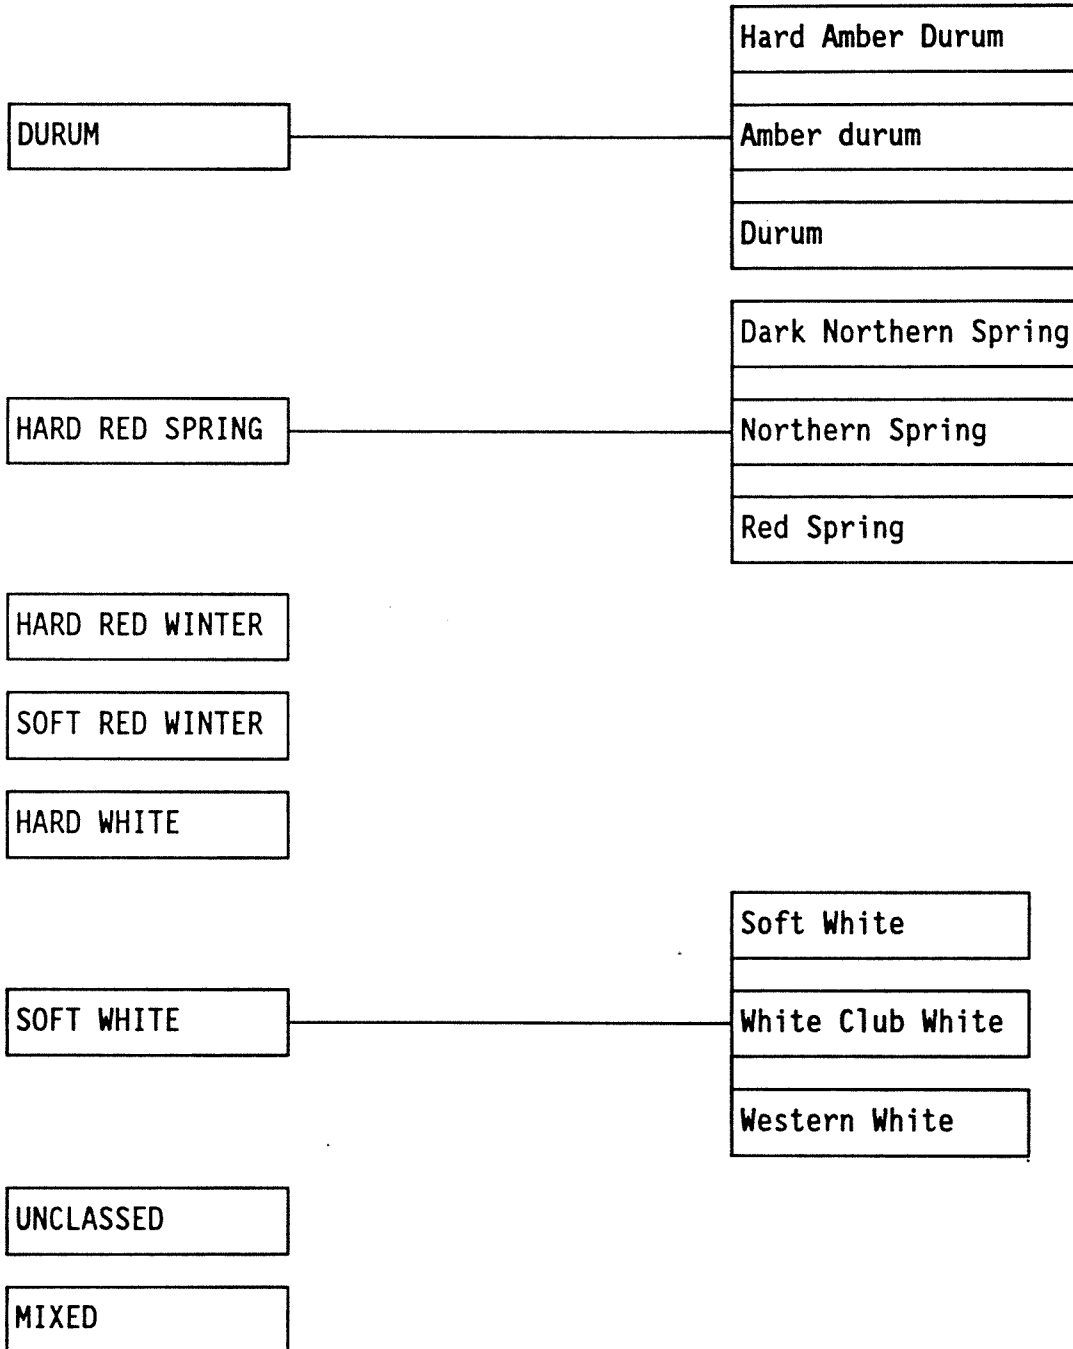 Hard Amber Durum
DURUM
Amber durum
Durum
Dark Northern Spring
HARD RED SPRING
Northern Spring
Red Spring
HARD RED WINTER
SOFT RED WINTER
HARD WHITE
Soft White
SOFT WHITE
White Club White
Western White
UNCLASSED
MIXED